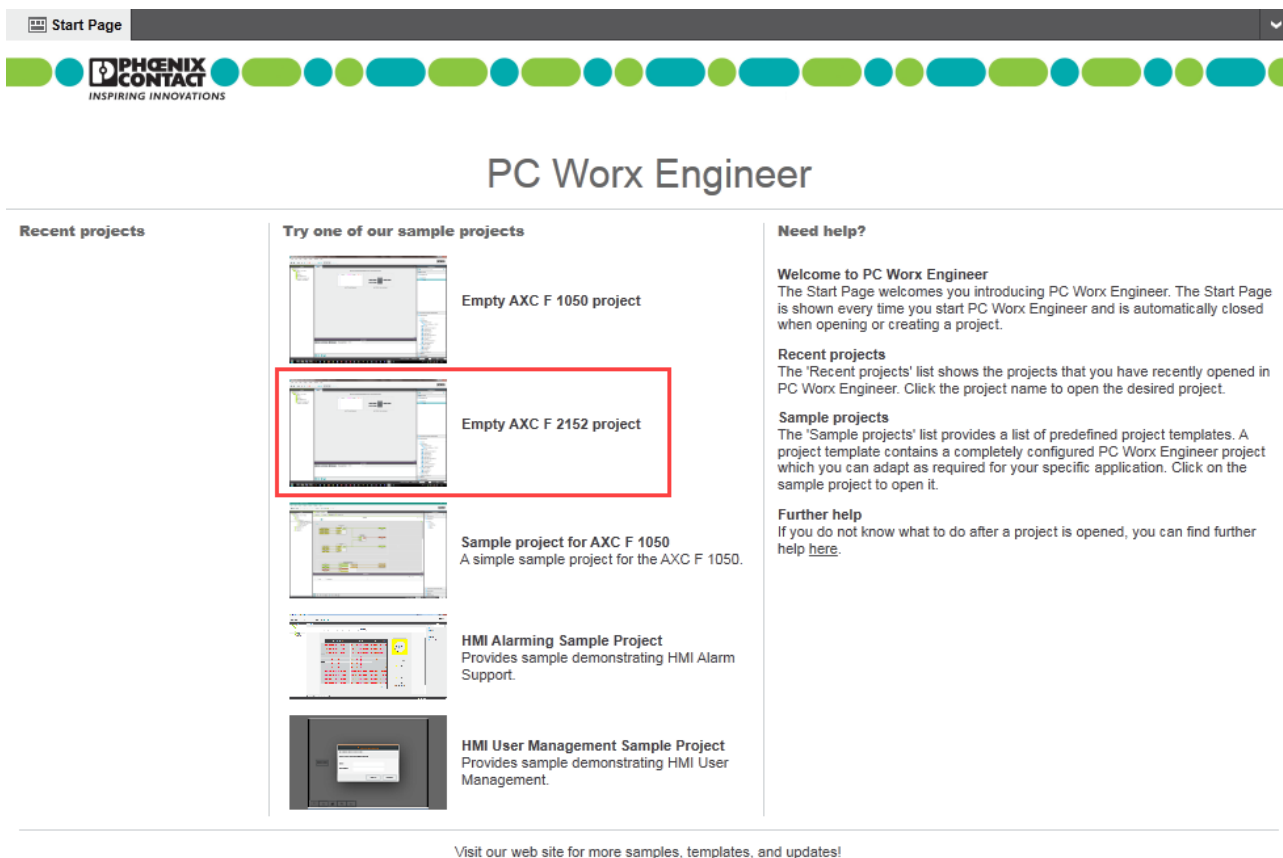 Start Page
PHŒNIX
CONTACT
INSPIRING INNOVATIONS
PC Worx Engineer
Recent projects
Try one of our sample projects
Empty AXC F 1050 project
Empty AXC F 2152 project
Sample project for AXC F 1050
A simple sample project for the AXC F 1050.
HMI Alarming Sample Project
Provides sample demonstrating HMI Alarm
Support.
HMI User Management Sample Project
Provides sample demonstrating HMI User
Management.
Need help?
Welcome to PC Worx Engineer
The Start Page welcomes you introducing PC Worx Engineer. The Start Page
is shown every time you start PC Worx Engineer and is automatically closed
when opening or creating a project.
Recent projects
The 'Recent projects' list shows the projects that you have recently opened in
PC Worx Engineer. Click the project name to open the desired project.
Sample projects
The 'Sample projects' list provides a list of predefined project templates. A
project template contains a completely configured PC Worx Engineer project
which you can adapt as required for your specific application. Click on the
sample project to open it.
Further help
If you do not know what to do after a project is opened, you can find further
help here.
Visit our web site for more samples, templates, and updates!